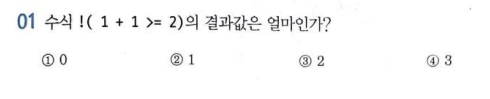 01 수식 !( 1 + 1 >= 2)의 결과값은 얼마인가?
① 0 ② 1 ③ 2 ④ 3